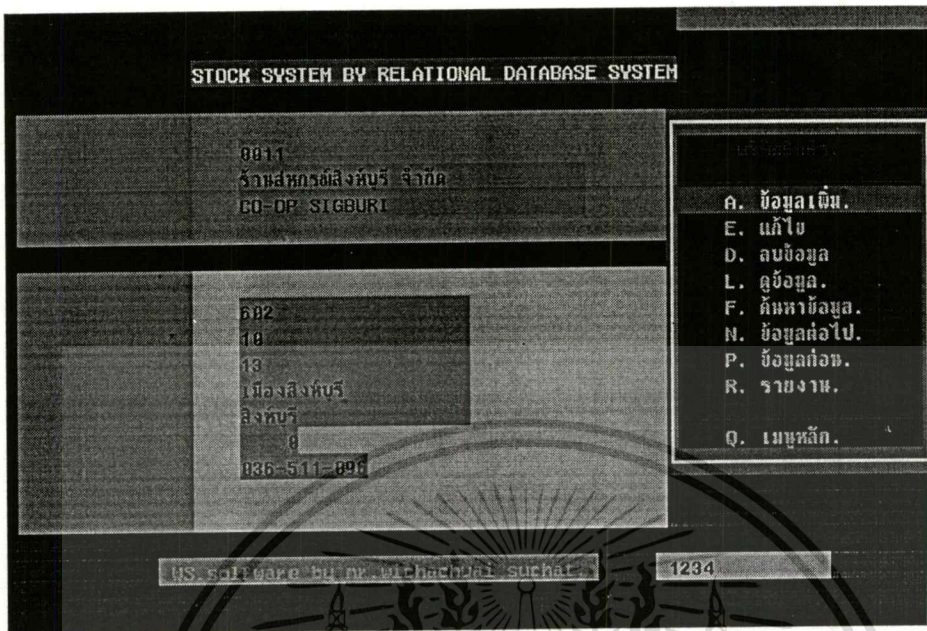 STOCK SYSTEM BY RELATIONAL DATABASE SYSTEM
0011
ร้านสหกรณ์สิงห์บุรี จำกัด
CO-OP SIGBURI
602
10
13
เมืองสิงห์บุรี
สิงห์บุรี
0
036-511-096
A. ข้อมูลเพิ่ม.
E. แก้ไข
D. ลบข้อมูล
L. ดูข้อมูล.
F. ค้นหาข้อมูล.
N. ข้อมูลต่อไป.
P. ข้อมูลก่อน.
R. รายงาน.
Q. เมนูหลัก.
WS.software by mr.withachuai suchat.
1234